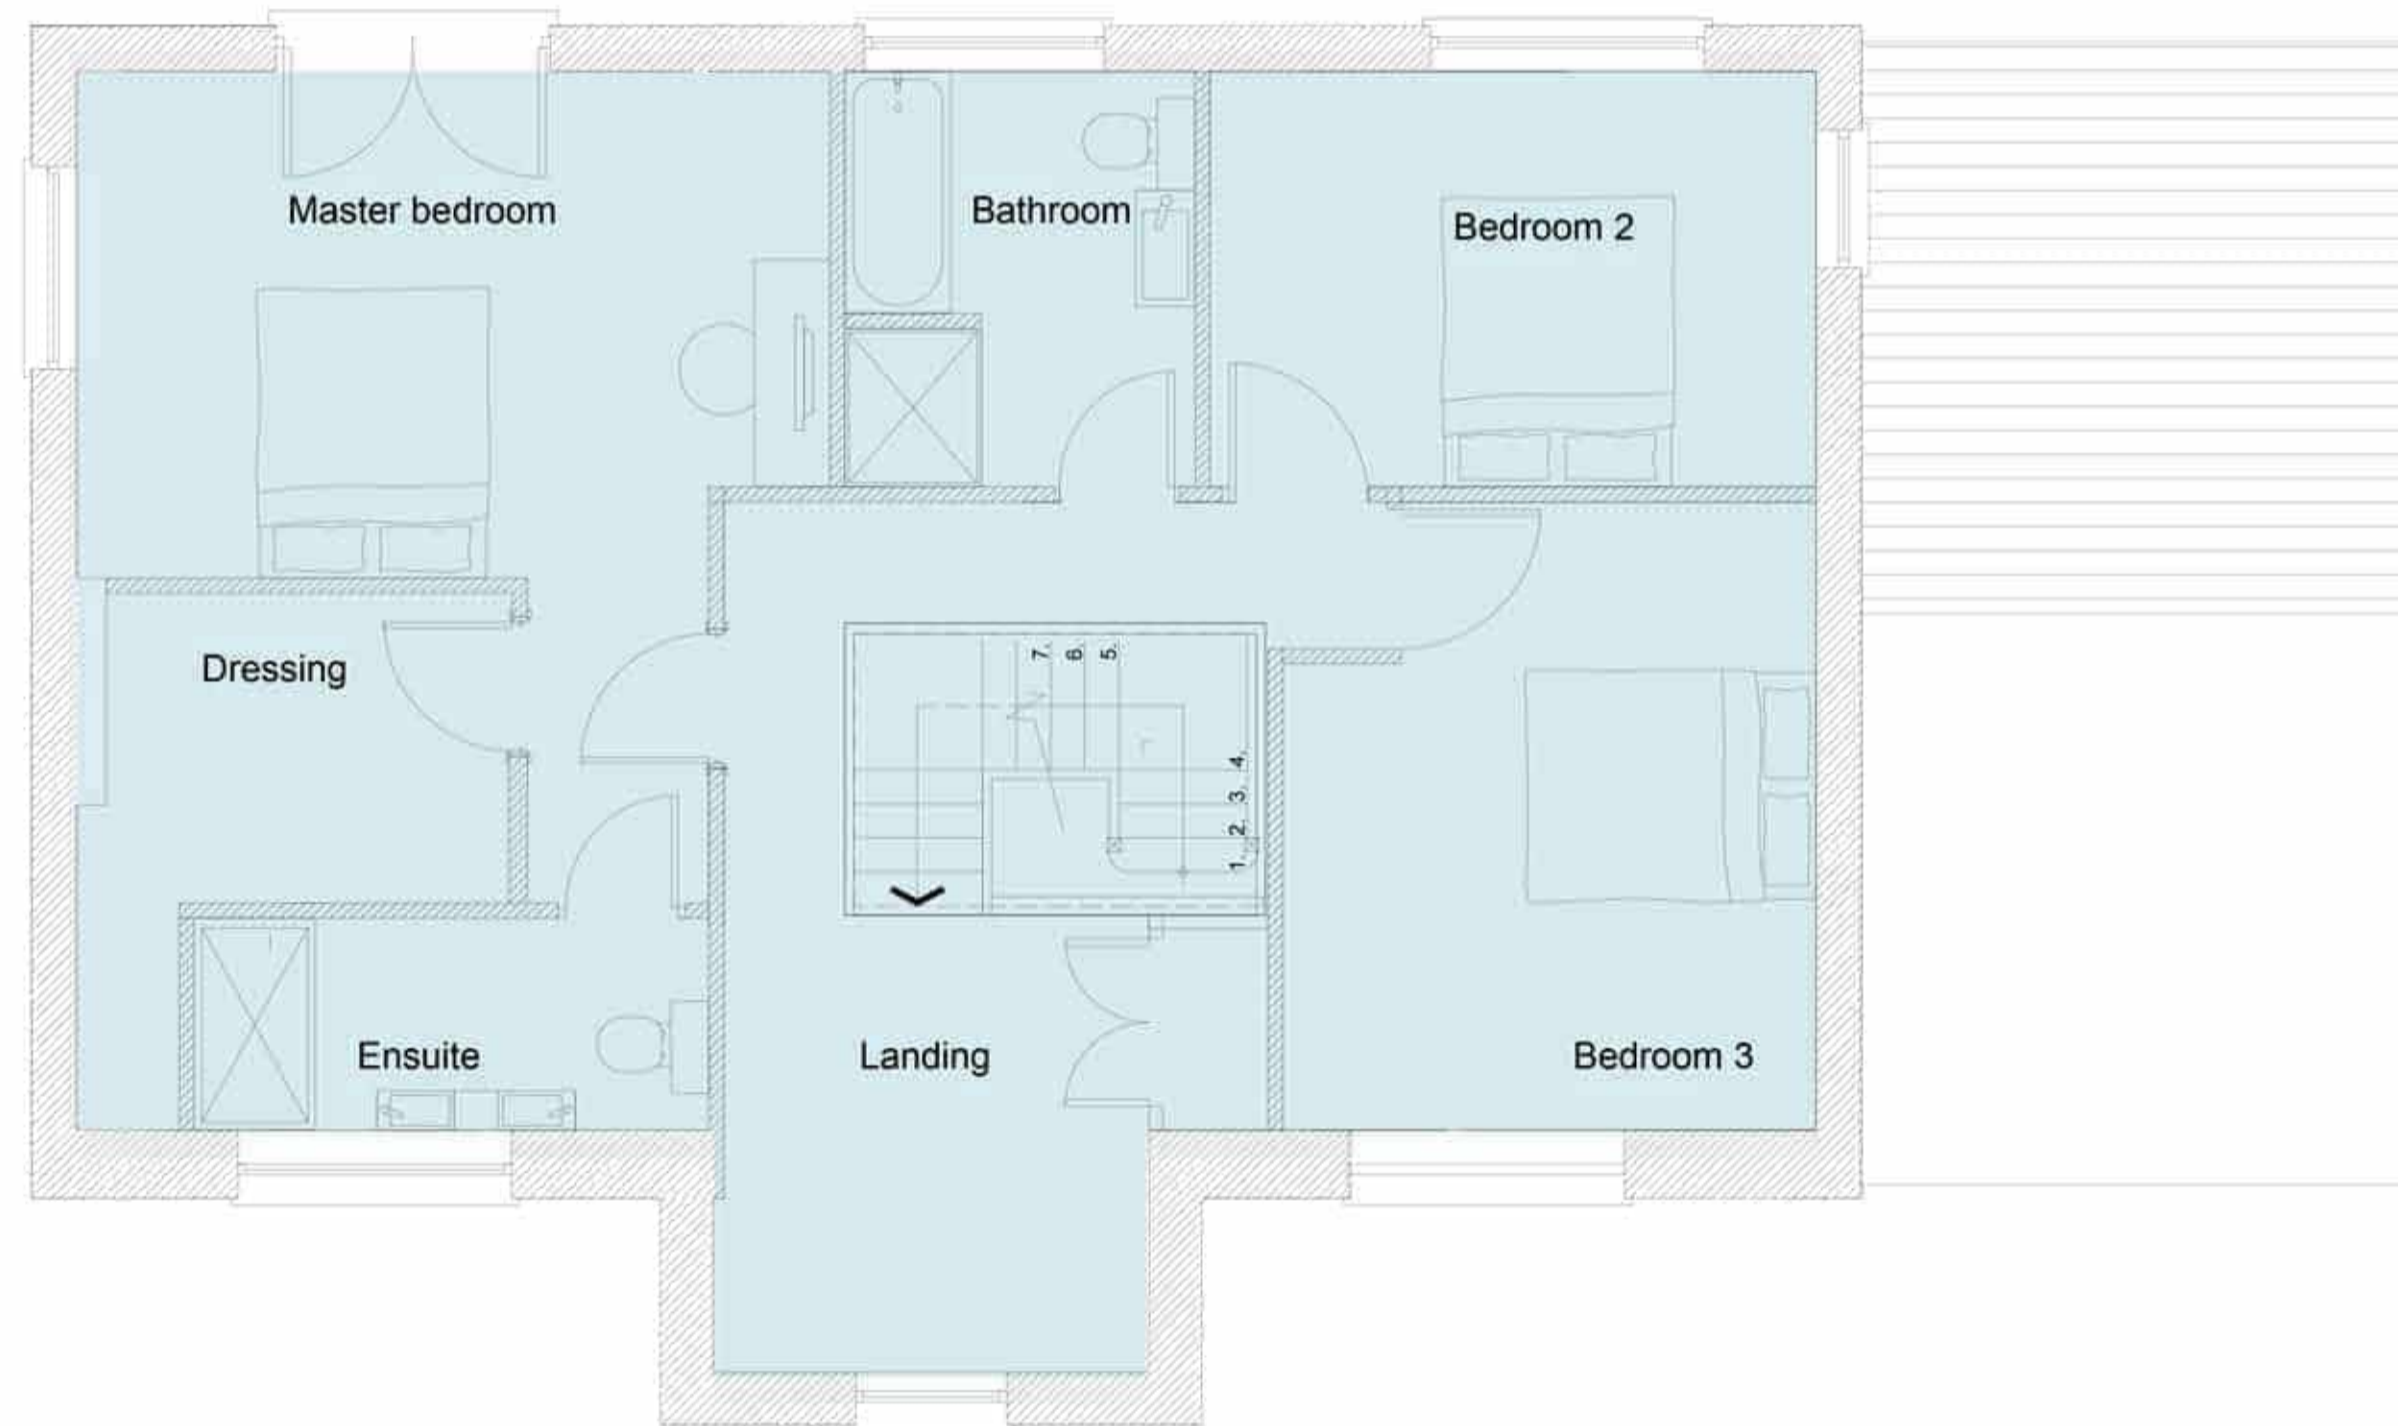 Master bedroom
Bathroom
Bedroom 2
Dressing
7.
6.
5.
4.
3.
2.
1.
Ensuite
Landing
Bedroom 3